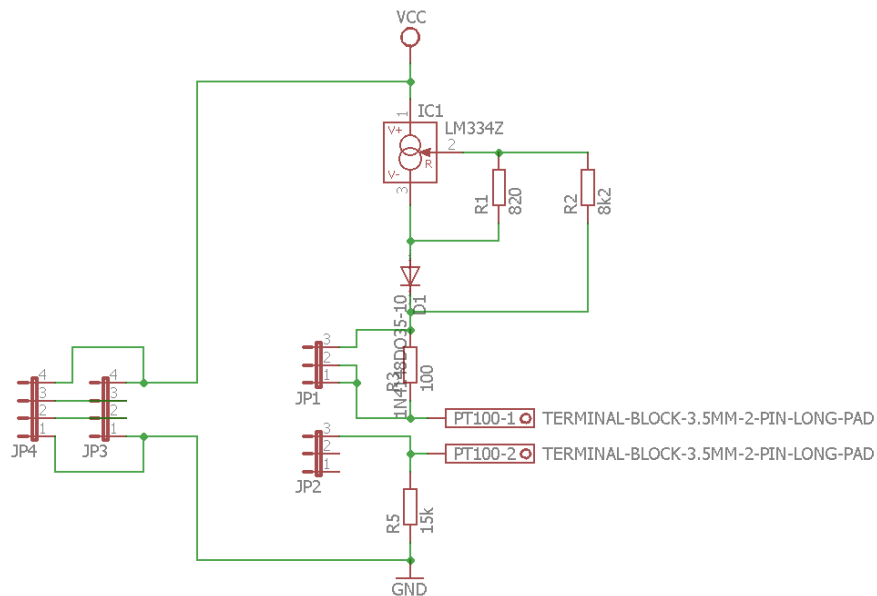 VCC
IC1
LM334Z
1
V+
2
R
V-
3
R1
820
R2
8k2
D1
1N4148DO35-10
3
2
1
JP1
R3
100
PT100-1 TERMINAL-BLOCK-3.5MM-2-PIN-LONG-PAD
4
3
2
1
JP4
4
3
2
1
JP3
3
2
1
JP2
PT100-2 TERMINAL-BLOCK-3.5MM-2-PIN-LONG-PAD
R5
15k
GND